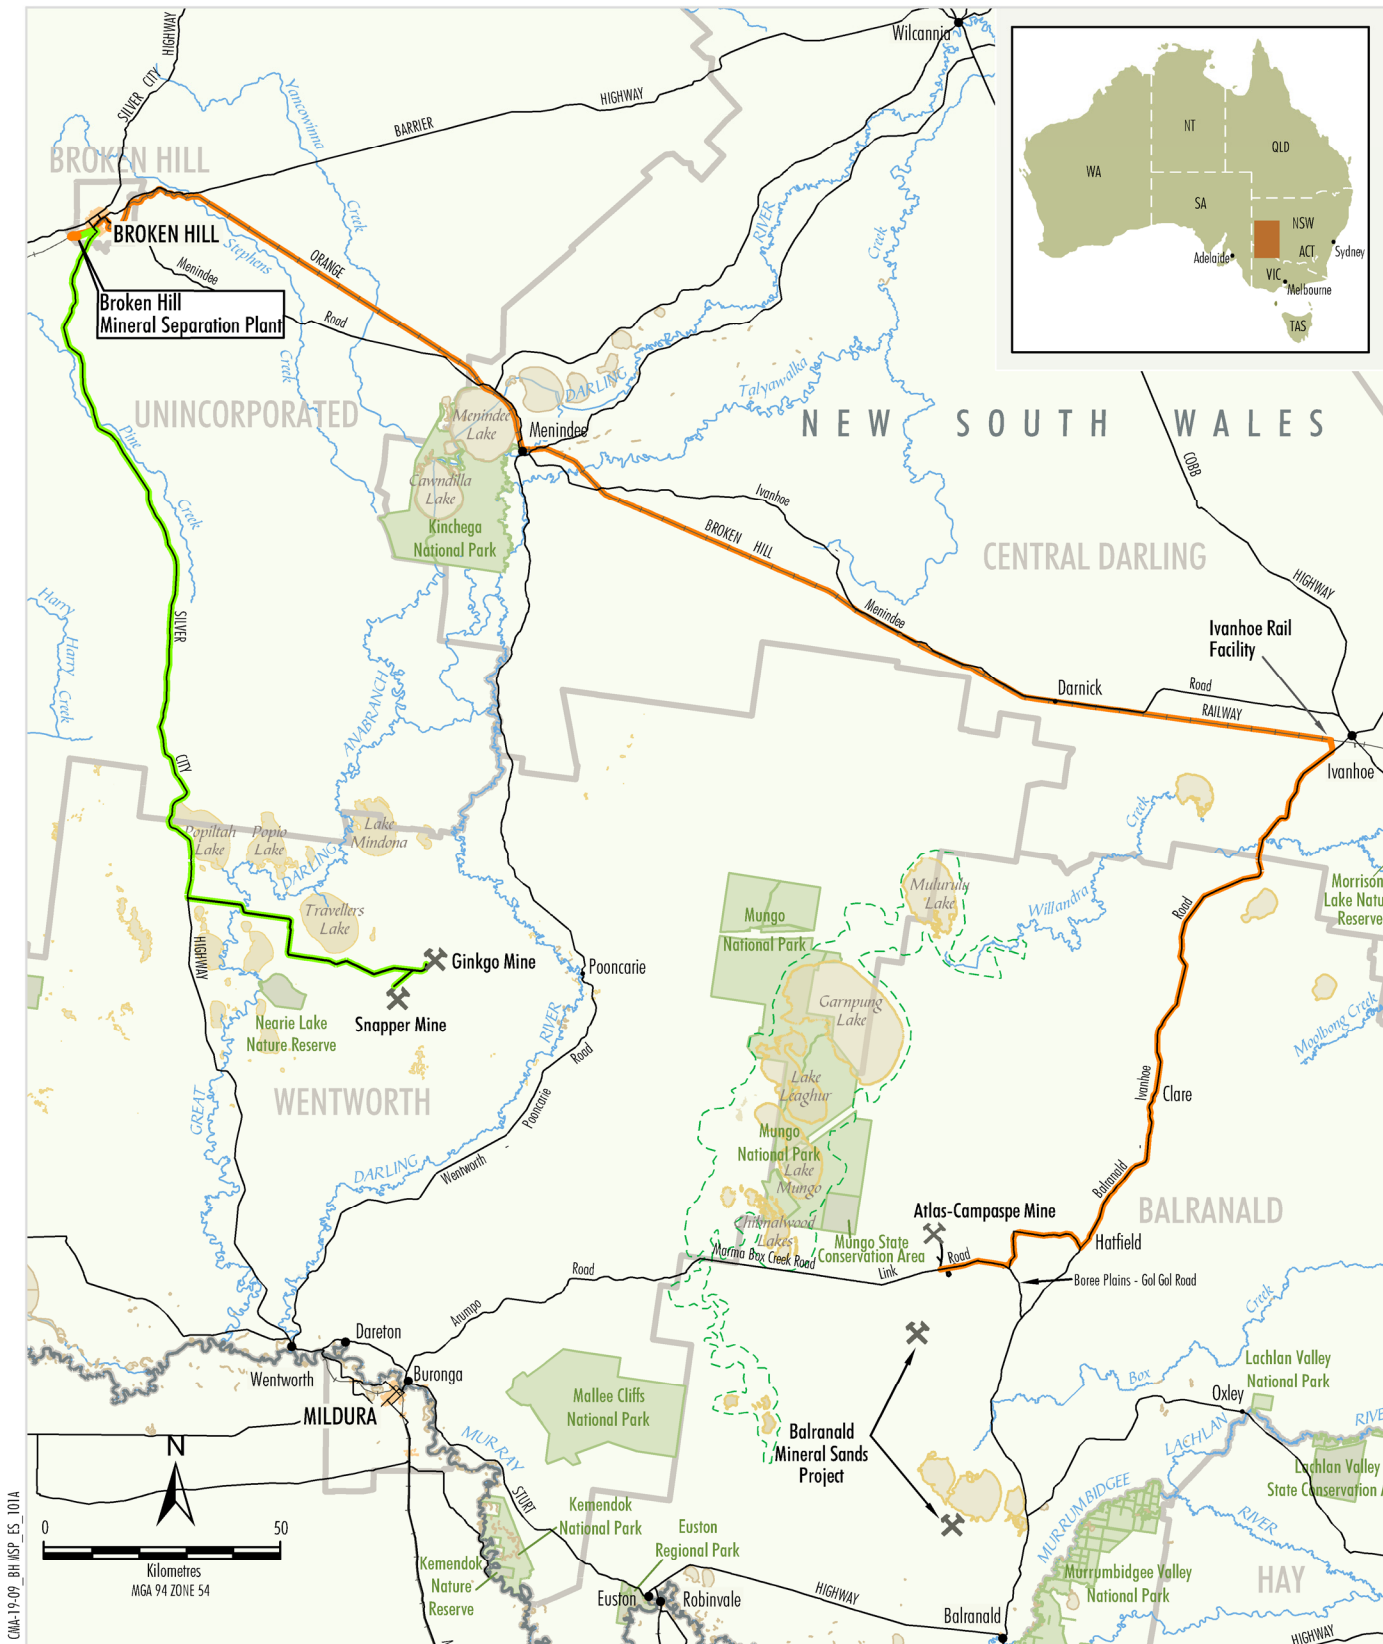 Wilcannia
SILVER CITY HIGHWAY
BARRIER HIGHWAY
Yancowinna
Creek
BROKEN HILL
BROKEN HILL
Stephens
Creek
Menindee
Road
ORANGE
Broken Hill
Mineral Separation Plant
RIVER
Creek
DARLING
Talyawalka
NT
QLD
WA
SA
NSW
ACT
VIC
TAS
Adelaide
Sydney
Melbourne
UNINCORPORATED
Menindee
Lake
Menindee
Cawndilla
Lake
Kinchega
National Park
Pine
Creek
NEW SOUTH WALES
COBB
HIGHWAY
Ivanhoe
BROKEN HILL
CENTRAL DARLING
Menindee
Harry
Harry
Creek
SILVER
CITY
HIGHWAY
ANABRANCH
Ivanhoe Rail
Facility
Darnick
Road
RAILWAY
Ivanhoe
Popiltah
Lake
Popio
Lake
Lake
Mindona
DARLING
Travellers
Lake
Creek
Willandra
Mulurulu
Lake
Morrison
Lake Natu
Reserve
Mungo
National Park
Road
Ginkgo Mine
Snapper Mine
Pooncarie
Garnpung
Lake
Nearie Lake
Nature Reserve
RIVER
Road
Moolbong Creek
WENTWORTH
GREAT
Pooncarie
Lake
Leaghur
Ivanhoe
Clare
Mungo
National Park
Lake
Mungo
DARLING
Wentworth
Balranald
BALRANALD
Atlas-Campaspe Mine
Chibnalwood
Lakes
Mungo State
Conservation Area
Hatfield
Marma Box Creek Road
Link
Road
Boree Plains - Gol Gol Road
Road
Arumpo
Creek
Dareton
Wentworth
Buronga
MILDURA
Mallee Cliffs
National Park
Box
Lachlan Valley
National Park
Oxley
Balranald
Mineral Sands
Project
LACHLAN
RIVE
MURRAY
Lachlan Valley
State Conservation A
N
STURT
MURRUMBIDGEE
RIVER
Kemendok
National Park
Euston
Regional Park
0 50
Kilometres
MGA 94 ZONE 54
Kemendok
Nature
Reserve
Murrumbidgee Valley
National Park
HAY
Euston
Robinvale
HIGHWAY
Balranald
HIGHWAY
CMA-19-09_BH MSP_ES_101A